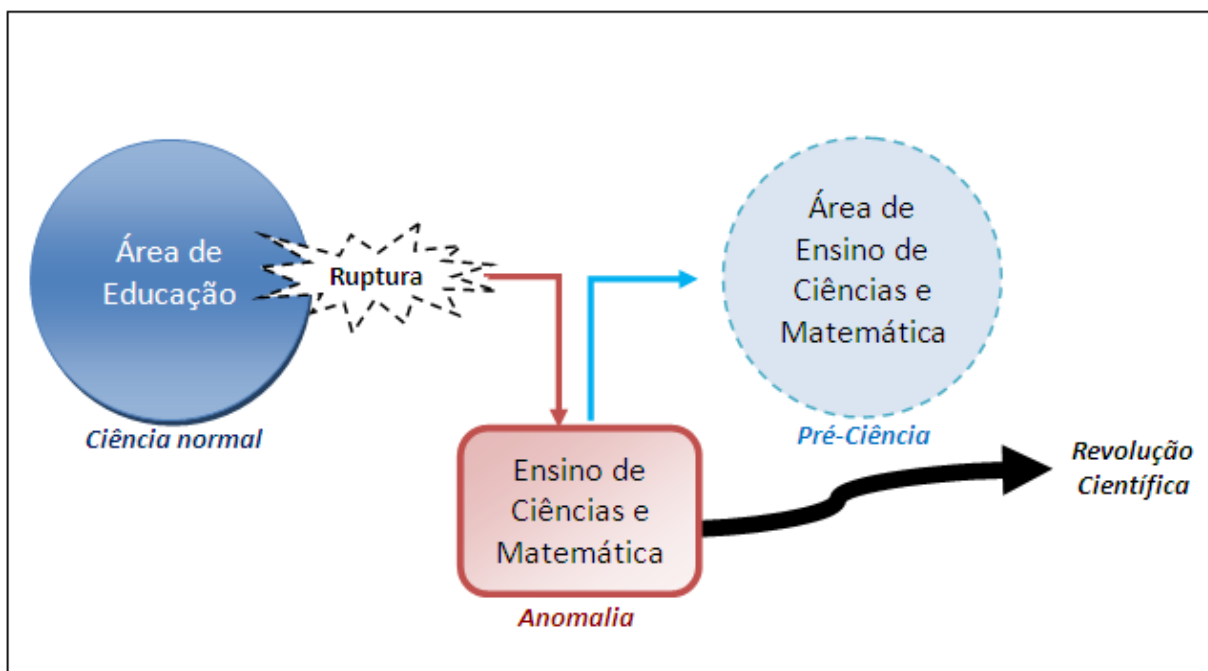 Área de
Educação
Ciência normal
Ruptura
Ensino de
Ciências e
Matemática
Anomalia
Área de
Ensino de
Ciências e
Matemática
Pré-Ciência
Revolução
Científica